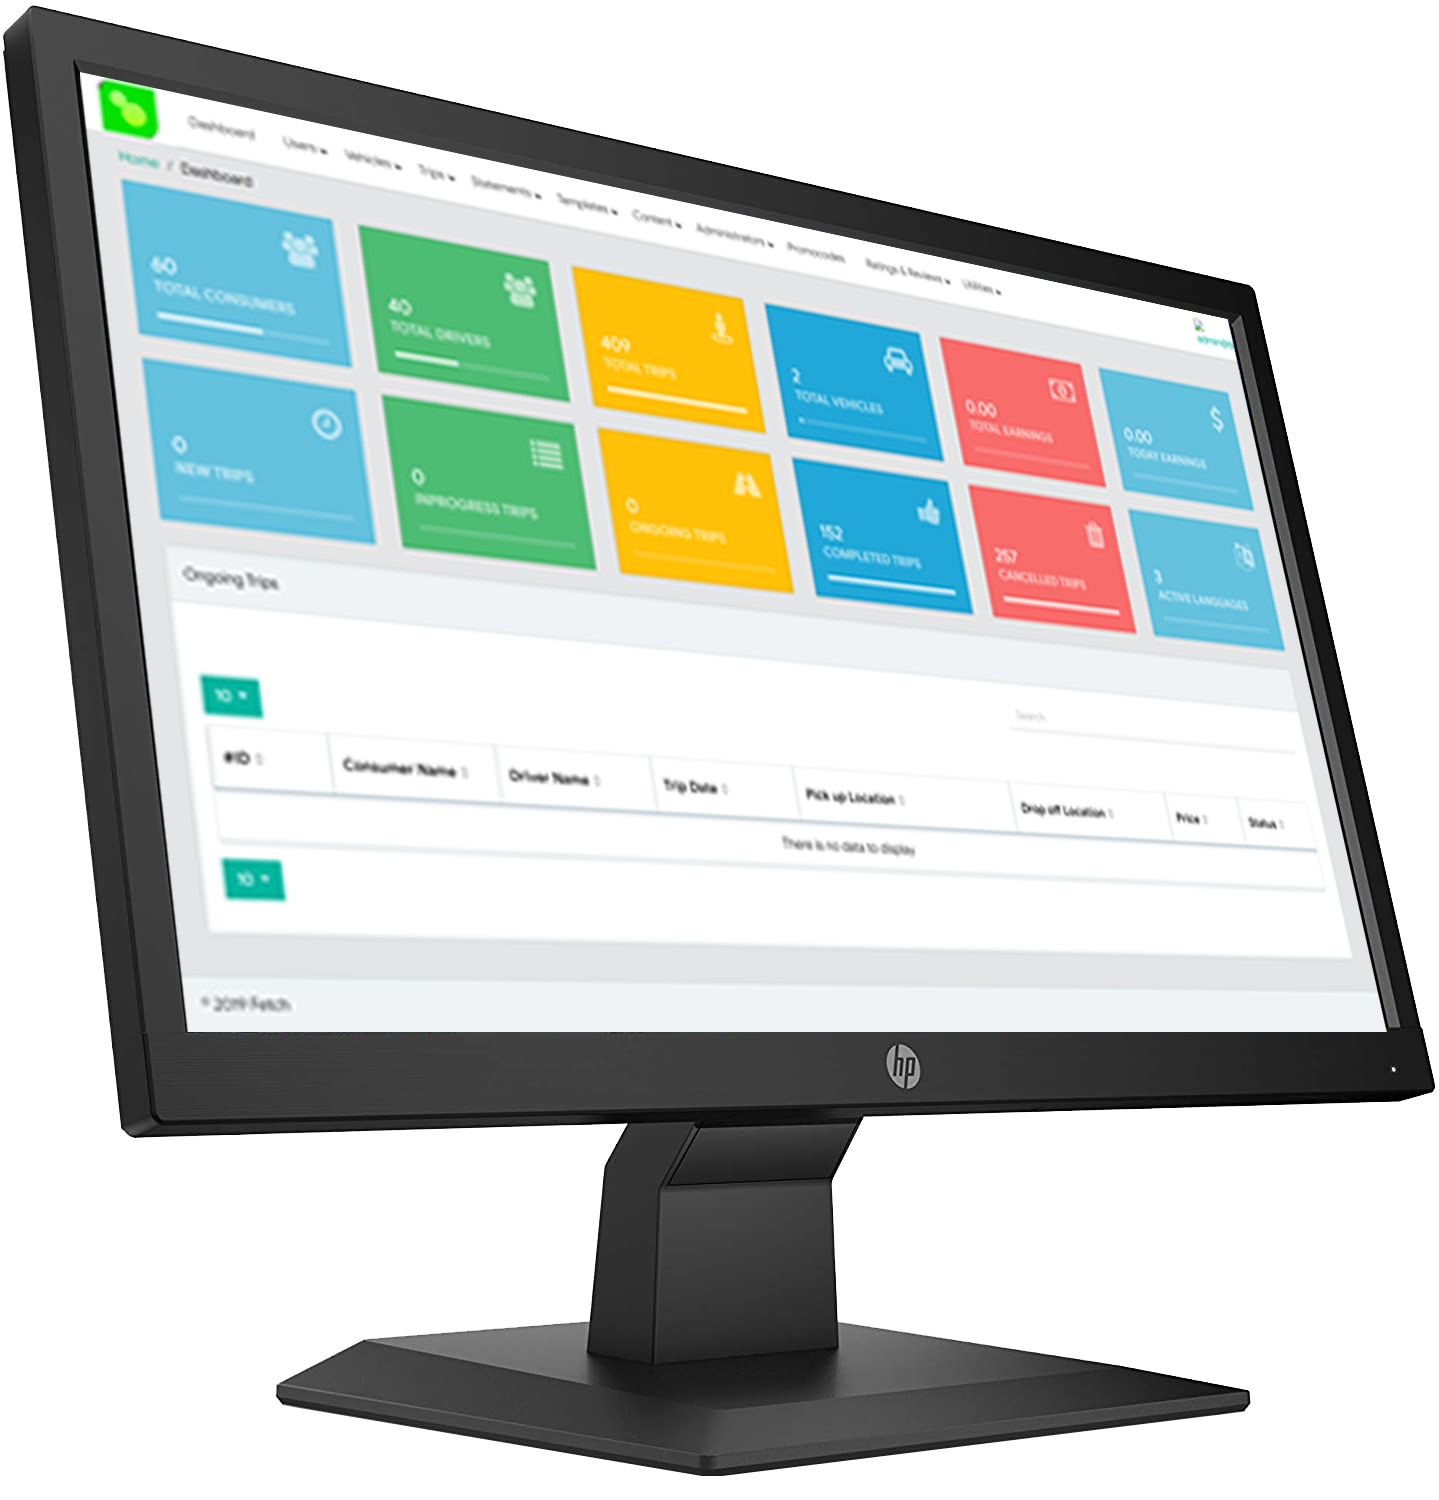 Dashboard Users Vehicles Trips Statements Templates Content Administrators Promocodes Ratings & Reviews Utilities
admin@
Home / Dashboard
60
TOTAL CONSUMERS
40
TOTAL DRIVERS
409
TOTAL TRIPS
2
TOTAL VEHICLES
0.00
TOTAL EARNINGS
0.00
TODAY EARNINGS
0
NEW TRIPS
0
INPROGRESS TRIPS
0
ONGOING TRIPS
152
COMPLETED TRIPS
257
CANCELLED TRIPS
3
ACTIVE LANGUAGES
Ongoing Trips
10
Search
#ID Consumer Name Driver Name Trip Date Pick up Location Drop off Location Price Status
There is no data to display
10
© 2019 Fetch
hp